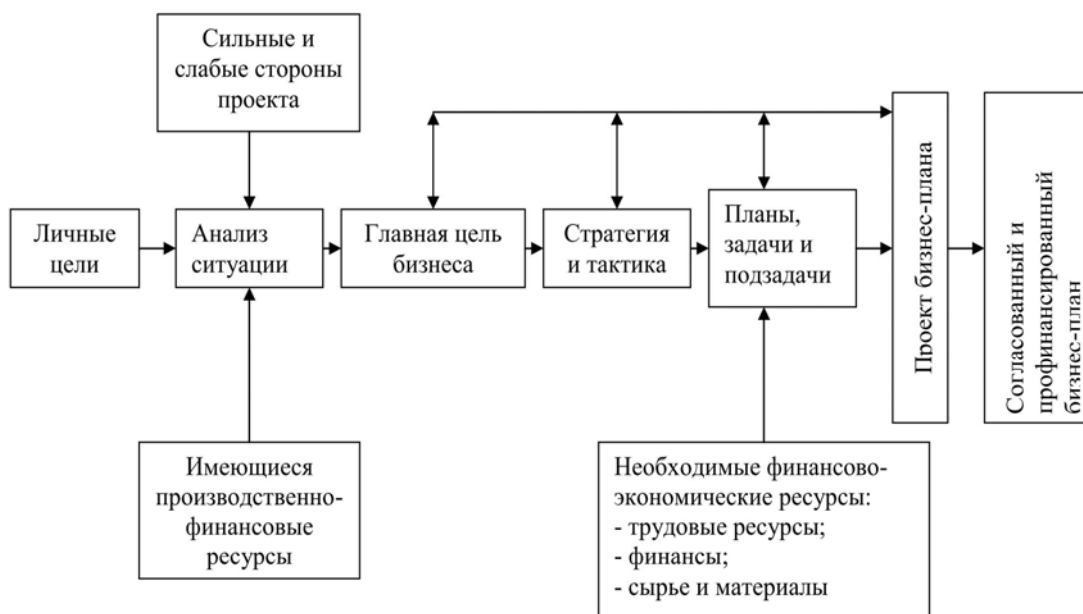 Сильные и
слабые стороны
проекта
Личные
цели
Анализ
ситуации
Главная цель
бизнеса
Стратегия
и тактика
Планы,
задачи и
подзадачи
Проект бизнес-плана
Согласованный и
профинансированный
бизнес-план
Имеющиеся
производственно-
финансовые
ресурсы
Необходимые финансово-
экономические ресурсы:
- трудовые ресурсы;
- финансы;
- сырье и материалы